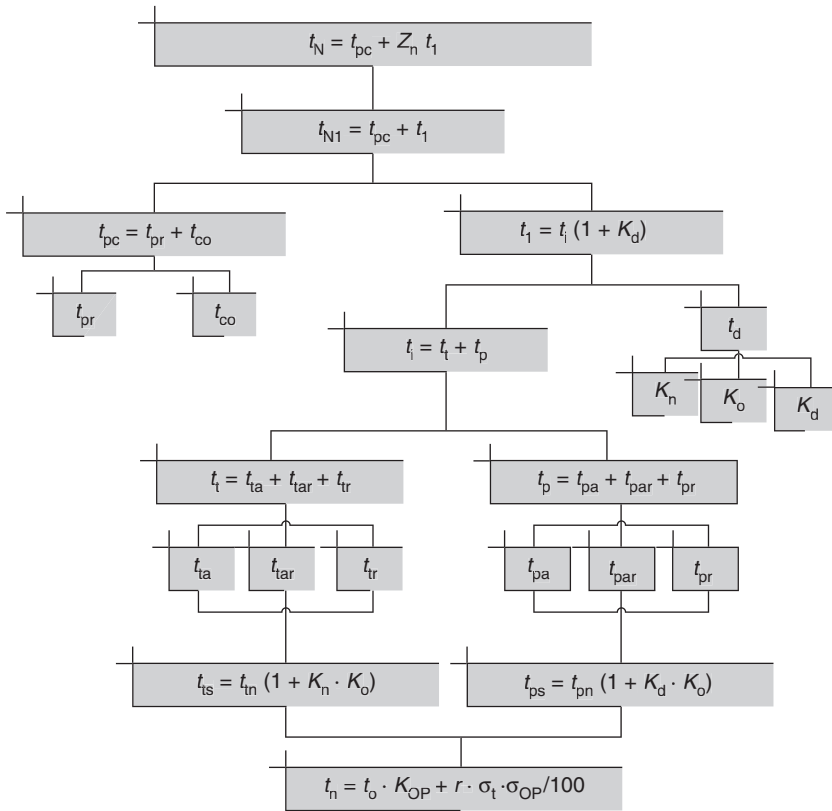 t_N = t_pc + Z_n t_1
t_N1 = t_pc + t_1
t_pc = t_pr + t_co
t_1 = t_i (1 + K_d)
t_pr
t_co
t_d
t_i = t_t + t_p
K_n
K_o
K_d
t_t = t_ta + t_tar + t_tr
t_p = t_pa + t_par + t_pr
t_ta
t_tar
t_tr
t_pa
t_par
t_pr
t_ts = t_tn (1 + K_n · K_o)
t_ps = t_pn (1 + K_d · K_o)
t_n = t_o · K_OP + r · σ_t · σ_OP/100